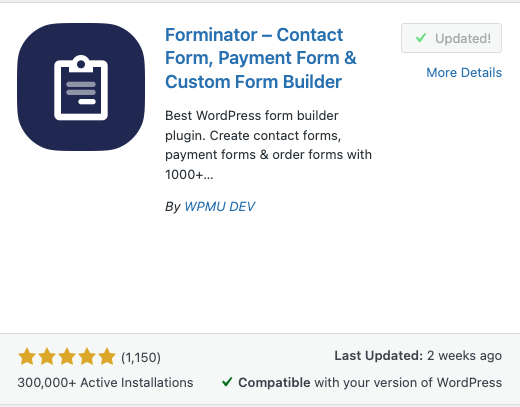 Forminator – Contact
Form, Payment Form &
Custom Form Builder
Updated!
More Details
Best WordPress form builder
plugin. Create contact forms,
payment forms & order forms with
1000+...
By WPMU DEV
(1,150)
Last Updated: 2 weeks ago
300,000+ Active Installations
Compatible with your version of WordPress